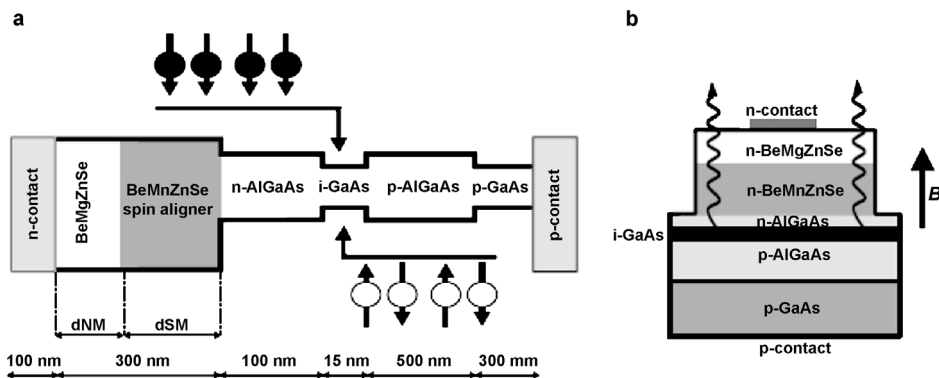 a
n-contact
BeMgZnSe
BeMnZnSe
spin aligner
n-AlGaAs
i-GaAs
p-AlGaAs
p-GaAs
p-contact
dNM
dSM
100 nm
300 nm
100 nm
15 nm
500 nm
300 mm
b
n-contact
n-BeMgZnSe
n-BeMnZnSe
n-AlGaAs
i-GaAs
p-AlGaAs
p-GaAs
p-contact
B